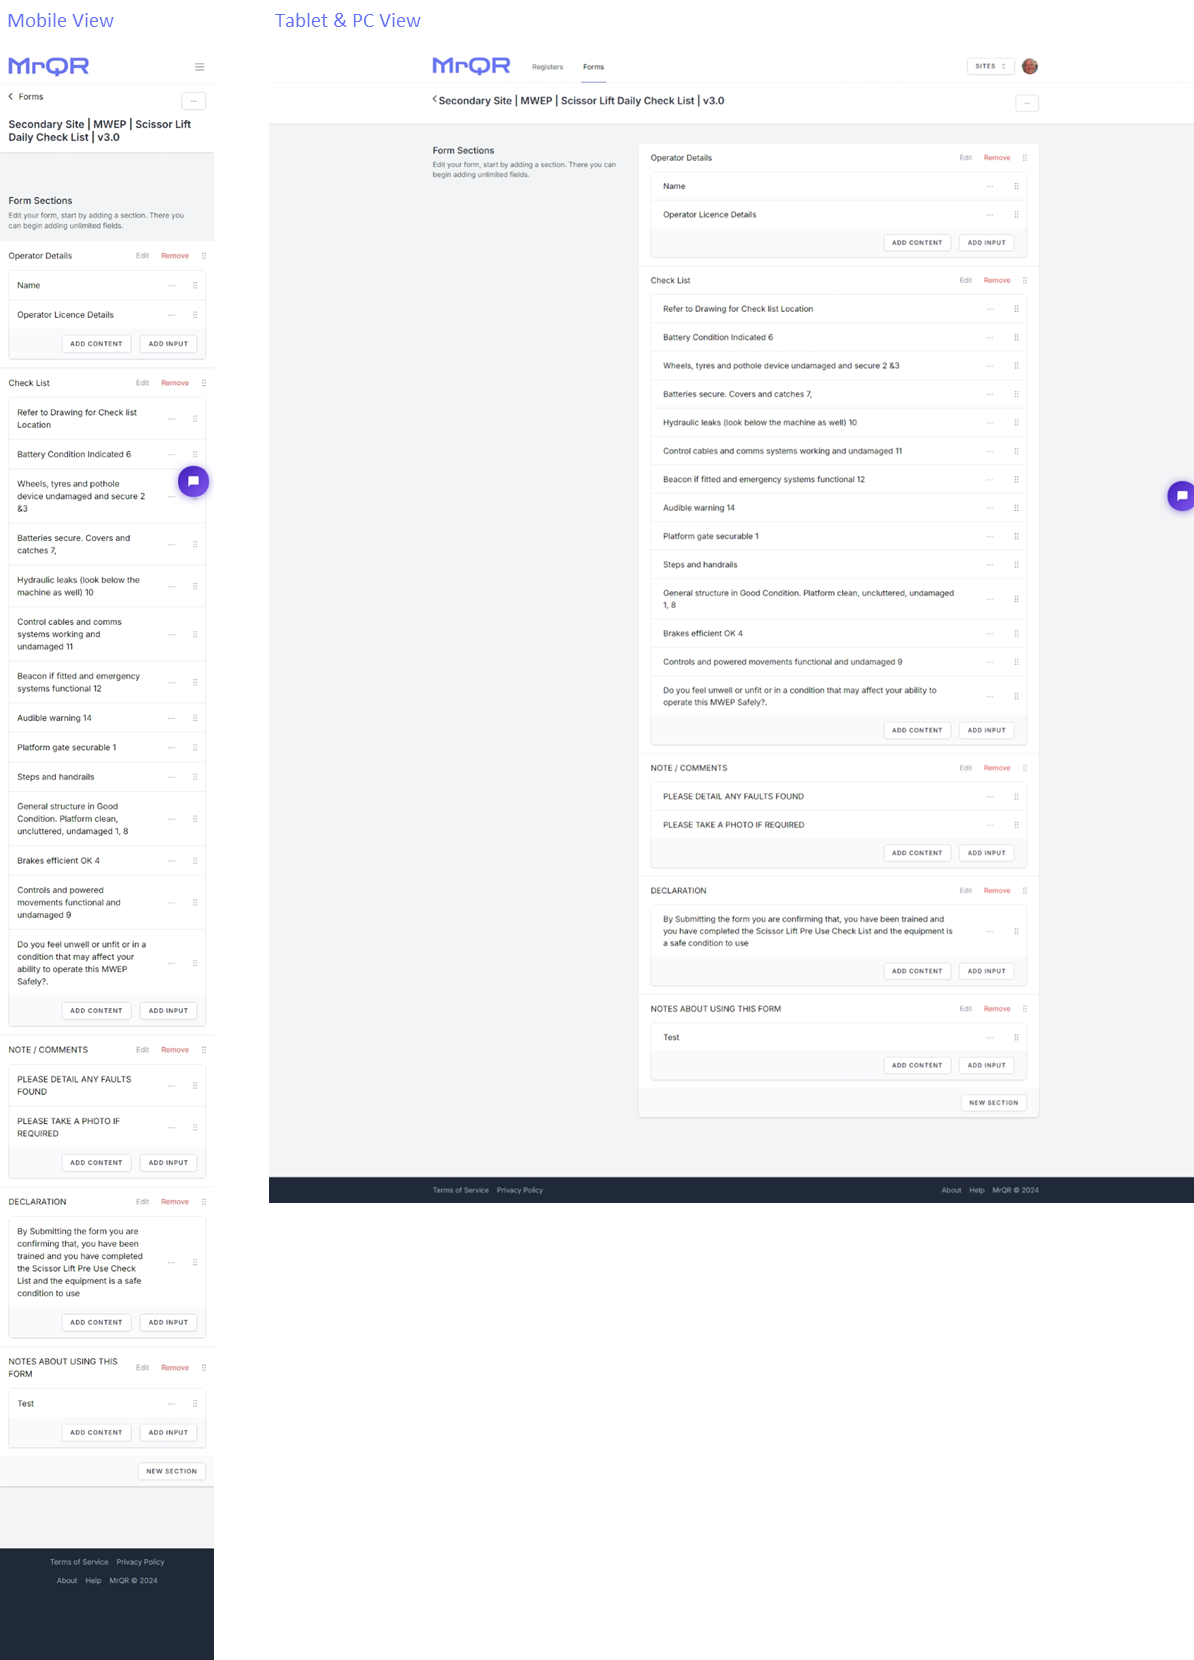 Mobile View
MrQR
Forms
...
Secondary Site | MWEP | Scissor Lift
Daily Check List | v3.0
Form Sections
Edit your form, start by adding a section. There you
can begin adding unlimited fields.
Operator Details Edit Remove
Name ...
Operator Licence Details ...
ADD CONTENT ADD INPUT
Check List Edit Remove
Refer to Drawing for Check list
Location ...
Battery Condition Indicated 6 ...
Wheels, tyres and pothole
device undamaged and secure 2 ...
&3
Batteries secure. Covers and
catches 7, ...
Hydraulic leaks (look below the
machine as well) 10 ...
Control cables and comms
systems working and ...
undamaged 11
Beacon if fitted and emergency
systems functional 12 ...
Audible warning 14 ...
Platform gate securable 1 ...
Steps and handrails ...
General structure in Good
Condition. Platform clean, ...
uncluttered, undamaged 1, 8
Brakes efficient OK 4 ...
Controls and powered
movements functional and ...
undamaged 9
Do you feel unwell or unfit or in a
condition that may affect your
ability to operate this MWEP ...
Safely?.
ADD CONTENT ADD INPUT
NOTE / COMMENTS Edit Remove
PLEASE DETAIL ANY FAULTS
FOUND ...
PLEASE TAKE A PHOTO IF
REQUIRED ...
ADD CONTENT ADD INPUT
DECLARATION Edit Remove
By Submitting the form you are
confirming that, you have been
trained and you have completed
the Scissor Lift Pre Use Check ...
List and the equipment is a safe
condition to use
ADD CONTENT ADD INPUT
NOTES ABOUT USING THIS
FORM Edit Remove
Test ...
ADD CONTENT ADD INPUT
NEW SECTION
Terms of Service Privacy Policy
About Help MrQR © 2024
Tablet & PC View
MrQR Registers Forms SITES
Secondary Site | MWEP | Scissor Lift Daily Check List | v3.0 ...
Form Sections
Edit your form, start by adding a section. There you can
begin adding unlimited fields.
Operator Details Edit Remove
Name ...
Operator Licence Details ...
ADD CONTENT ADD INPUT
Check List Edit Remove
Refer to Drawing for Check list Location ...
Battery Condition Indicated 6 ...
Wheels, tyres and pothole device undamaged and secure 2 &3 ...
Batteries secure. Covers and catches 7, ...
Hydraulic leaks (look below the machine as well) 10 ...
Control cables and comms systems working and undamaged 11 ...
Beacon if fitted and emergency systems functional 12 ...
Audible warning 14 ...
Platform gate securable 1 ...
Steps and handrails ...
General structure in Good Condition. Platform clean, uncluttered, undamaged
1, 8 ...
Brakes efficient OK 4 ...
Controls and powered movements functional and undamaged 9 ...
Do you feel unwell or unfit or in a condition that may affect your ability to
operate this MWEP Safely?. ...
ADD CONTENT ADD INPUT
NOTE / COMMENTS Edit Remove
PLEASE DETAIL ANY FAULTS FOUND ...
PLEASE TAKE A PHOTO IF REQUIRED ...
ADD CONTENT ADD INPUT
DECLARATION Edit Remove
By Submitting the form you are confirming that, you have been trained and
you have completed the Scissor Lift Pre Use Check List and the equipment is ...
a safe condition to use
ADD CONTENT ADD INPUT
NOTES ABOUT USING THIS FORM Edit Remove
Test ...
ADD CONTENT ADD INPUT
NEW SECTION
Terms of Service Privacy Policy About Help MrQR © 2024